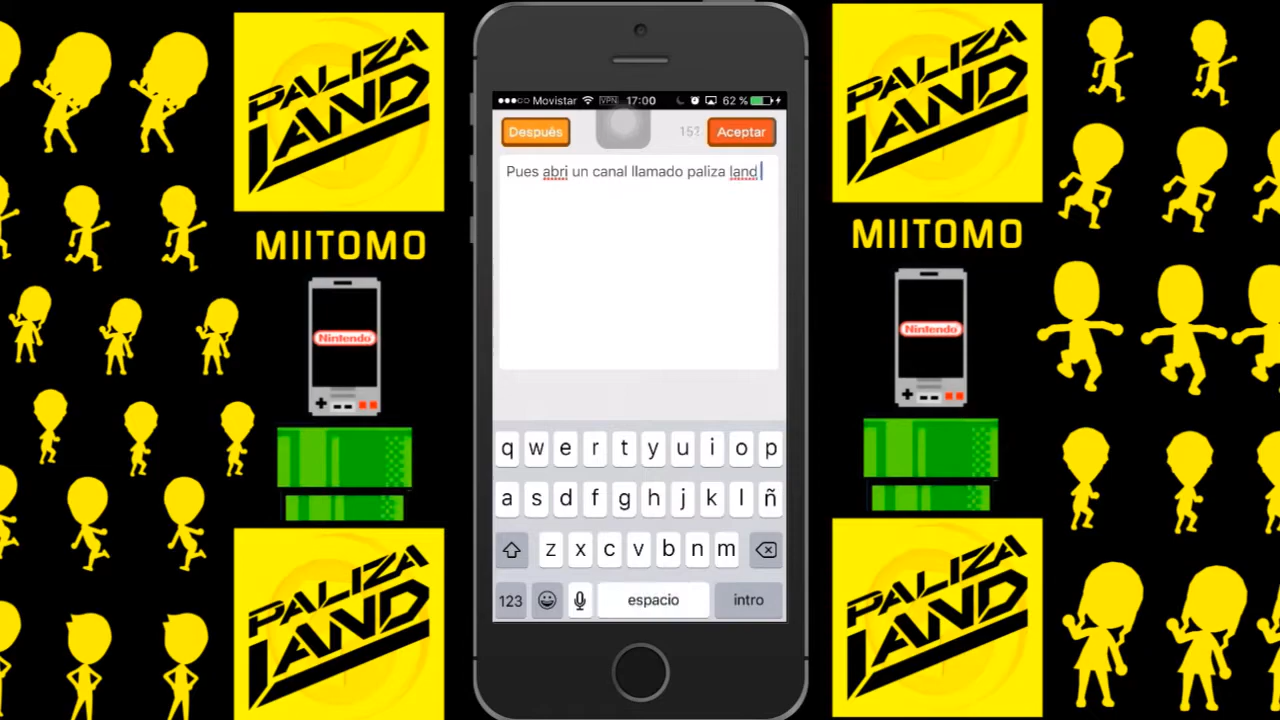 PALIZA
LAND
MIITOMO
Nintendo
PALIZA
LAND
Movistar VPN 17:00 62 %
Después
Aceptar
Pues abri un canal llamado paliza land
q w e r t y u i o p
a s d f g h j k l ñ
z x c v b n m
123 espacio intro
PALIZA
LAND
MIITOMO
Nintendo
PALIZA
LAND